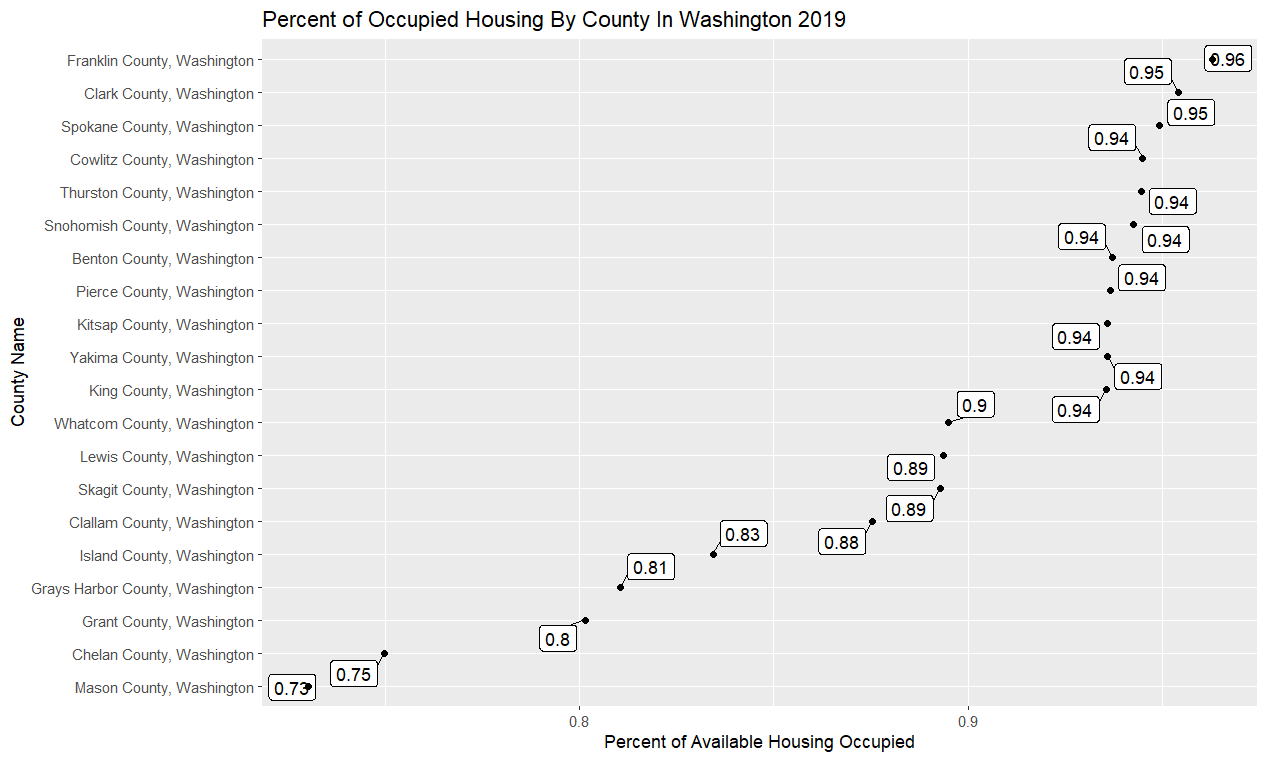 Percent of Occupied Housing By County In Washington 2019
County Name
Franklin County, Washington
0.96
Clark County, Washington
0.95
Spokane County, Washington
0.95
Cowlitz County, Washington
0.94
Thurston County, Washington
0.94
Snohomish County, Washington
0.94
Benton County, Washington
0.94
Pierce County, Washington
0.94
Kitsap County, Washington
0.94
Yakima County, Washington
0.94
King County, Washington
0.94
Whatcom County, Washington
0.9
Lewis County, Washington
0.89
Skagit County, Washington
0.89
Clallam County, Washington
0.88
Island County, Washington
0.83
Grays Harbor County, Washington
0.81
Grant County, Washington
0.8
Chelan County, Washington
0.75
Mason County, Washington
0.73
0.8 0.9
Percent of Available Housing Occupied